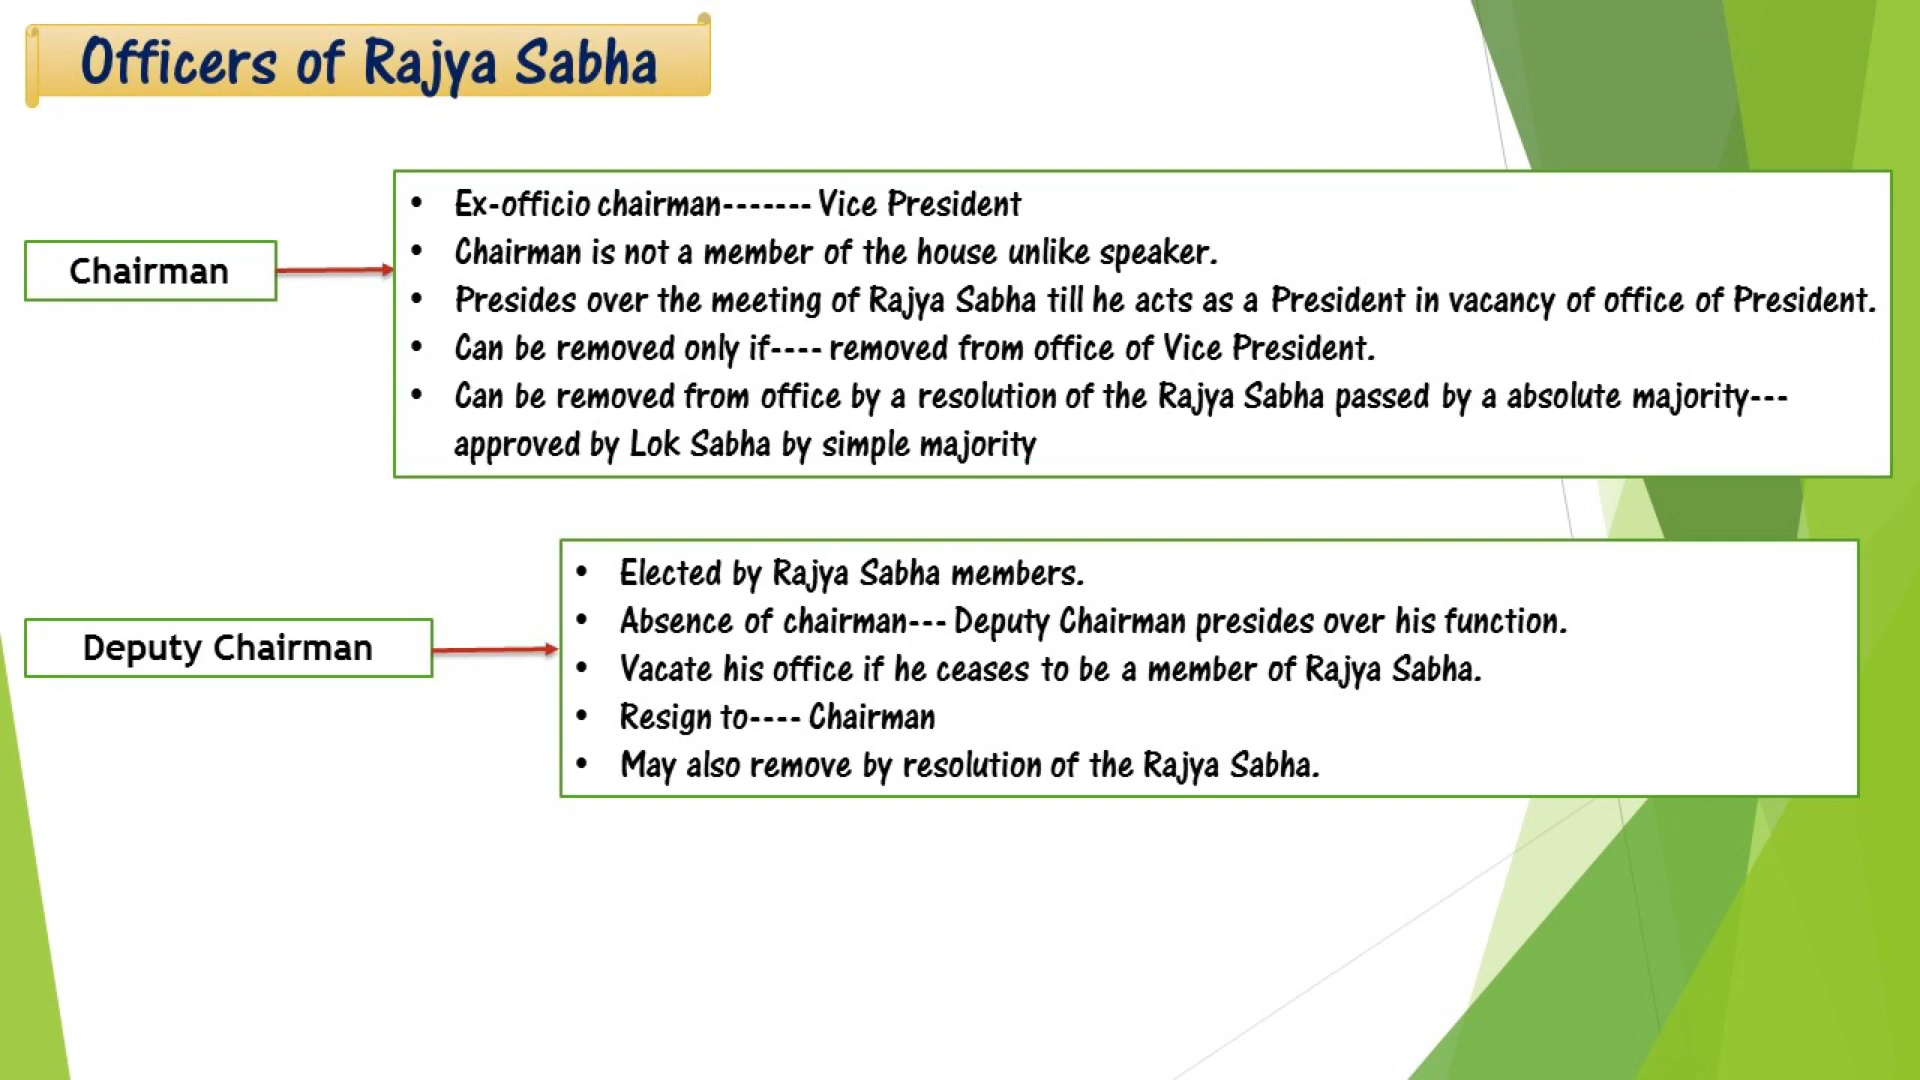 Officers of Rajya Sabha
Chairman
• Ex-officio chairman------- Vice President
• Chairman is not a member of the house unlike speaker.
• Presides over the meeting of Rajya Sabha till he acts as a President in vacancy of office of President.
• Can be removed only if---- removed from office of Vice President.
• Can be removed from office by a resolution of the Rajya Sabha passed by a absolute majority---
approved by Lok Sabha by simple majority
Deputy Chairman
• Elected by Rajya Sabha members.
• Absence of chairman--- Deputy Chairman presides over his function.
• Vacate his office if he ceases to be a member of Rajya Sabha.
• Resign to---- Chairman
• May also remove by resolution of the Rajya Sabha.